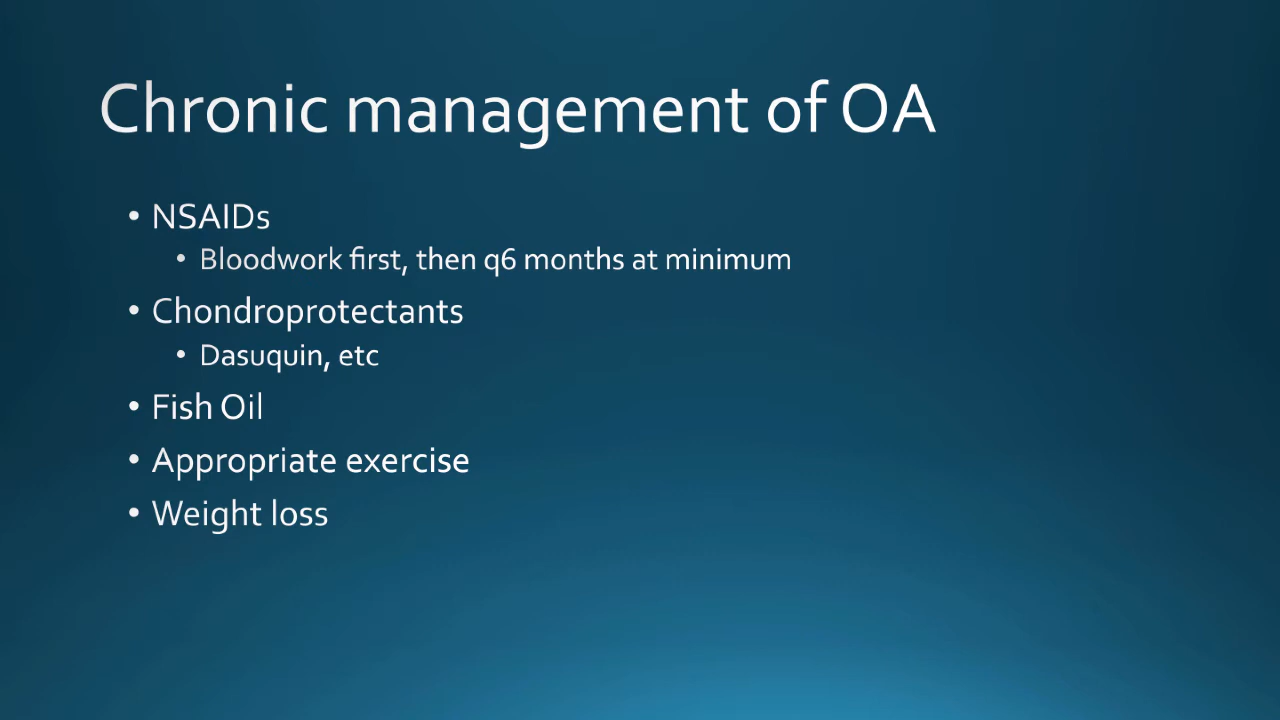 Chronic management of OA
• NSAIDs
• Bloodwork first, then q6 months at minimum
• Chondroprotectants
• Dasuquin, etc
• Fish Oil
• Appropriate exercise
• Weight loss